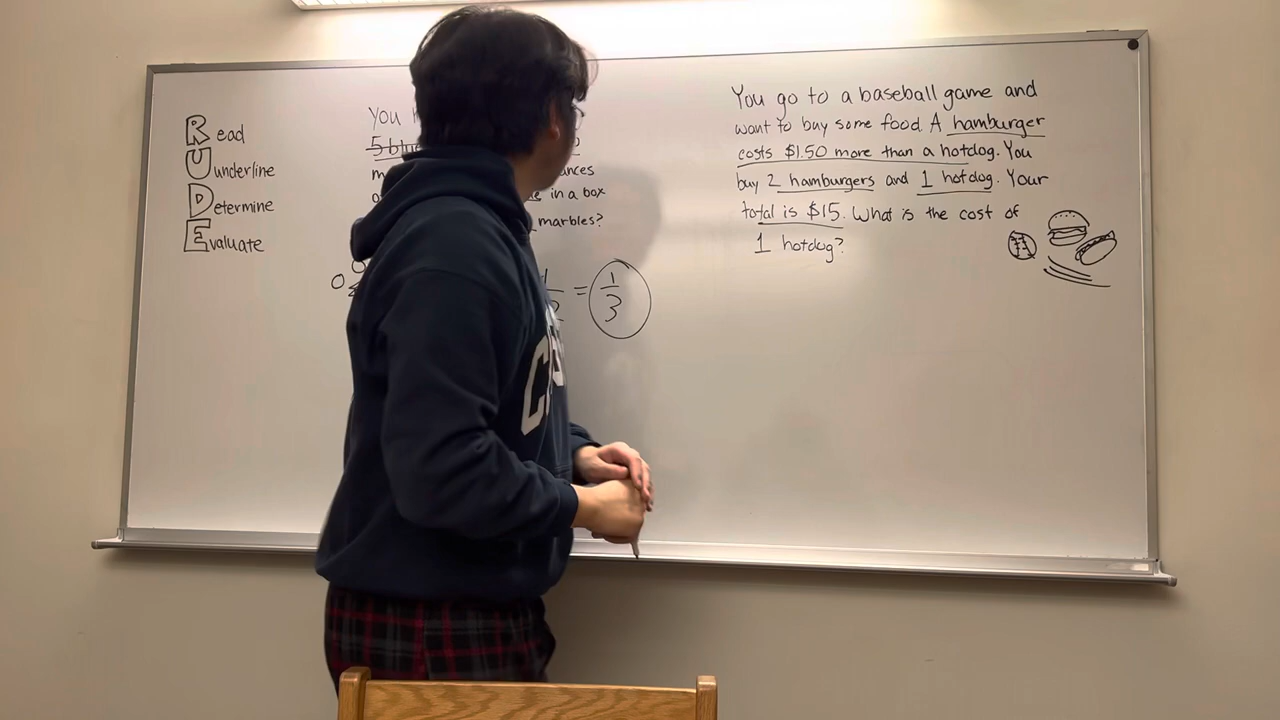 Read
Uunderline
Determine
Evaluate
You
5 blue
ances
in a box
marbles?
= 1/3
You go to a baseball game and
want to buy some food. A hamburger
costs $1.50 more than a hotdog. You
buy 2 hamburgers and 1 hotdog. Your
total is $15. What is the cost of
1 hotdog?